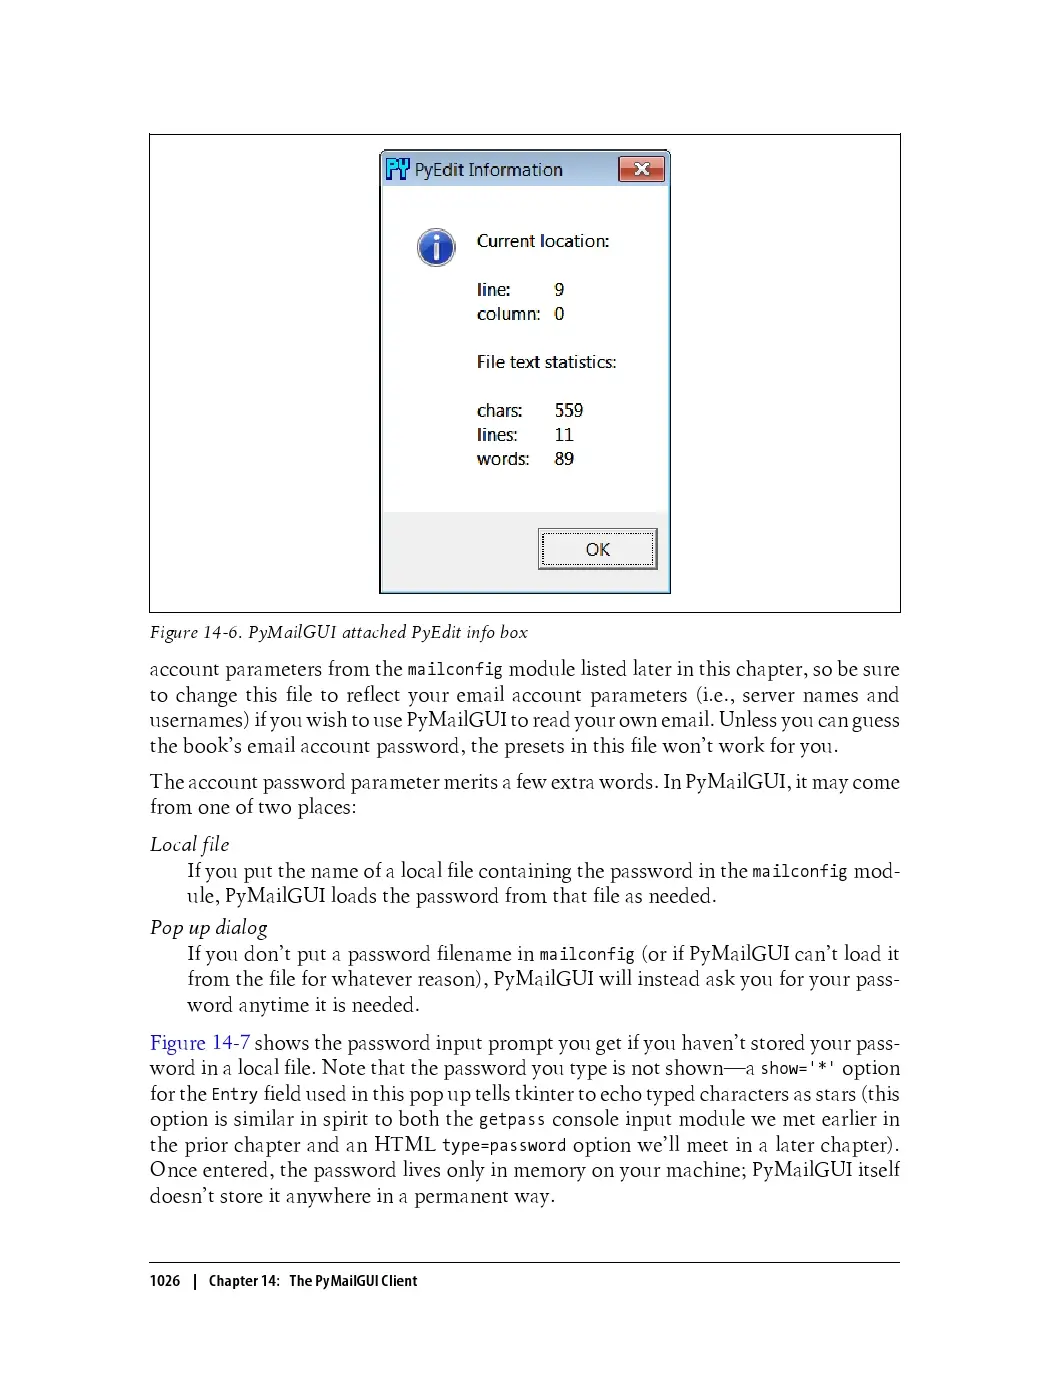 PY PyEdit Information
Current location:
line: 9
column: 0
File text statistics:
chars: 559
lines: 11
words: 89
OK
Figure 14-6. PyMailGUI attached PyEdit info box
account parameters from the mailconfig module listed later in this chapter, so be sure
to change this file to reflect your email account parameters (i.e., server names and
usernames) if you wish to use PyMailGUI to read your own email. Unless you can guess
the book’s email account password, the presets in this file won’t work for you.
The account password parameter merits a few extra words. In PyMailGUI, it may come
from one of two places:
Local file
If you put the name of a local file containing the password in the mailconfig mod-
ule, PyMailGUI loads the password from that file as needed.
Pop up dialog
If you don’t put a password filename in mailconfig (or if PyMailGUI can’t load it
from the file for whatever reason), PyMailGUI will instead ask you for your pass-
word anytime it is needed.
Figure 14-7 shows the password input prompt you get if you haven’t stored your pass-
word in a local file. Note that the password you type is not shown—a show='*' option
for the Entry field used in this pop up tells tkinter to echo typed characters as stars (this
option is similar in spirit to both the getpass console input module we met earlier in
the prior chapter and an HTML type=password option we’ll meet in a later chapter).
Once entered, the password lives only in memory on your machine; PyMailGUI itself
doesn’t store it anywhere in a permanent way.
1026 | Chapter 14: The PyMailGUI Client